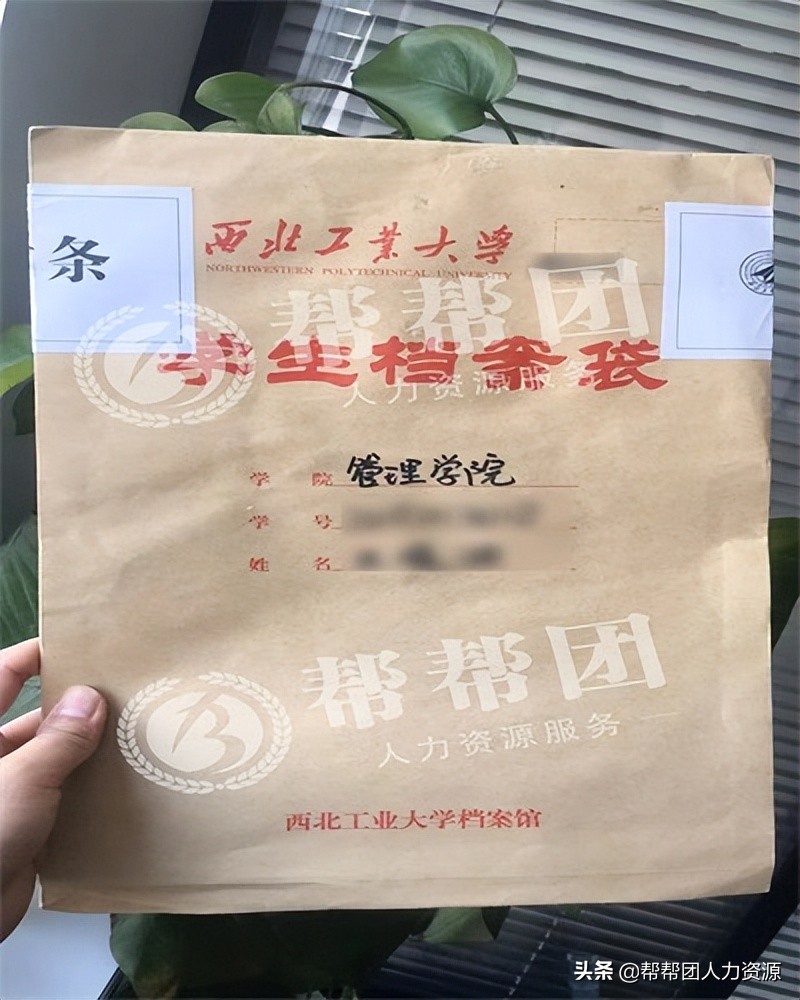 西北工业大学
NORTHWESTERN POLYTECHNICAL UNIVERSITY
条
帮帮团
学生档案袋
人力资源服务
学 院 管理学院
学 号
姓 名
帮帮团
人力资源服务
西北工业大学档案馆
头条 @帮帮团人力资源